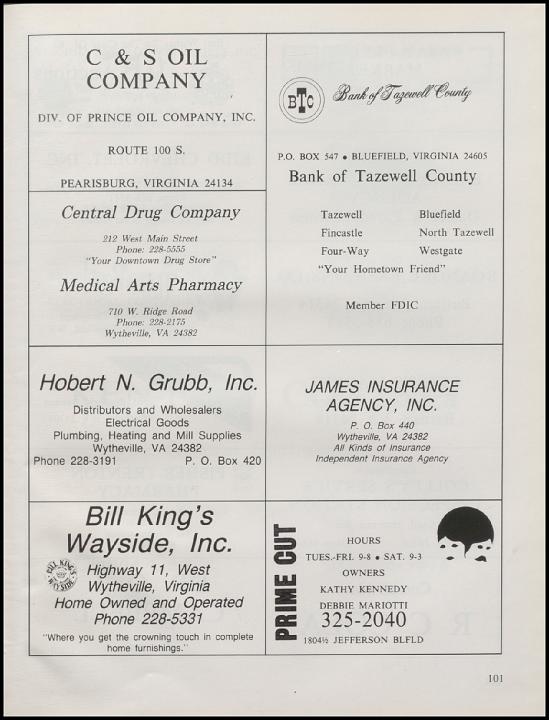 C & S OIL
COMPANY
DIV. OF PRINCE OIL COMPANY, INC.
ROUTE 100 S.
PEARISBURG, VIRGINIA 24134
BTC
Bank of Tazewell County
P.O. BOX 547 • BLUEFIELD, VIRGINIA 24605
Bank of Tazewell County
Tazewell Bluefield
Fincastle North Tazewell
Four-Way Westgate
"Your Hometown Friend"
Member FDIC
Central Drug Company
212 West Main Street
Phone: 228-5555
"Your Downtown Drug Store"
Medical Arts Pharmacy
710 W. Ridge Road
Phone: 228-2175
Wytheville, VA 24382
Hobert N. Grubb, Inc.
Distributors and Wholesalers
Electrical Goods
Plumbing, Heating and Mill Supplies
Wytheville, VA 24382
Phone 228-3191 P. O. Box 420
JAMES INSURANCE
AGENCY, INC.
P. O. Box 440
Wytheville, VA 24382
All Kinds of Insurance
Independent Insurance Agency
Bill King's
Wayside, Inc.
BILL KING'S
WAYSIDE
Highway 11, West
Wytheville, Virginia
Home Owned and Operated
Phone 228-5331
"Where you get the crowning touch in complete
home furnishings."
PRIME CUT
HOURS
TUES.-FRI. 9-8 • SAT. 9-3
OWNERS
KATHY KENNEDY
DEBBIE MARIOTTI
325-2040
1804½ JEFFERSON BLFLD
101